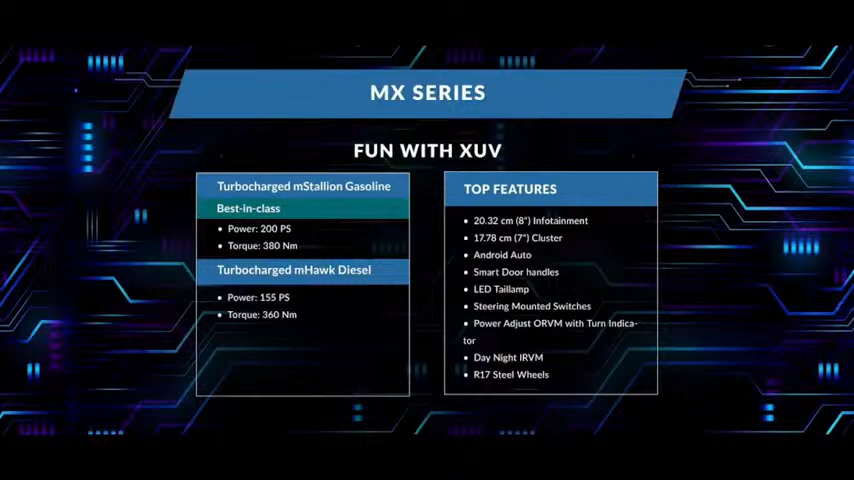 MX SERIES
FUN WITH XUV
Turbocharged mStallion Gasoline
Best-in-class
• Power: 200 PS
• Torque: 380 Nm
Turbocharged mHawk Diesel
• Power: 155 PS
• Torque: 360 Nm
TOP FEATURES
• 20.32 cm (8") Infotainment
• 17.78 cm (7") Cluster
• Android Auto
• Smart Door handles
• LED Taillamp
• Steering Mounted Switches
• Power Adjust ORVM with Turn Indica-
tor
• Day Night IRVM
• R17 Steel Wheels